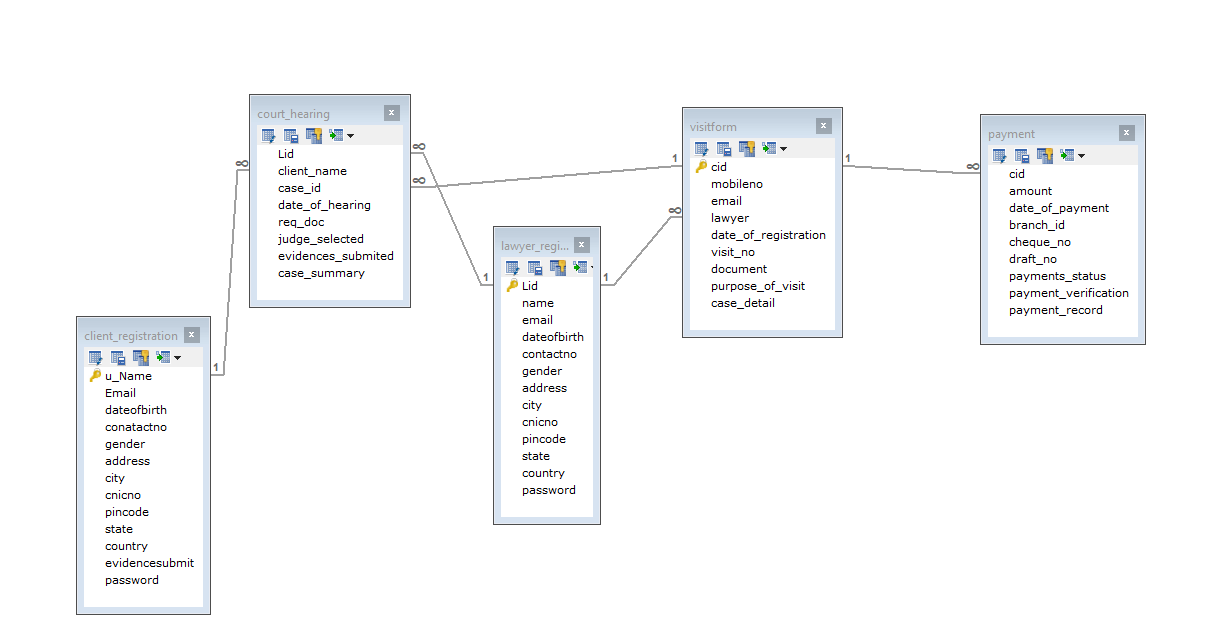 court_hearing
Lid
client_name
case_id
date_of_hearing
req_doc
judge_selected
evidences_submited
case_summary
visitform
cid
mobileno
email
lawyer
date_of_registration
visit_no
document
purpose_of_visit
case_detail
payment
cid
amount
date_of_payment
branch_id
cheque_no
draft_no
payments_status
payment_verification
payment_record
lawyer_regi...
Lid
name
email
dateofbirth
contactno
gender
address
city
cnicno
pincode
state
country
password
client_registration
u_Name
Email
dateofbirth
conatactno
gender
address
city
cnicno
pincode
state
country
evidencesubmit
password
∞
1
∞
1
∞
1
∞
1
∞
1